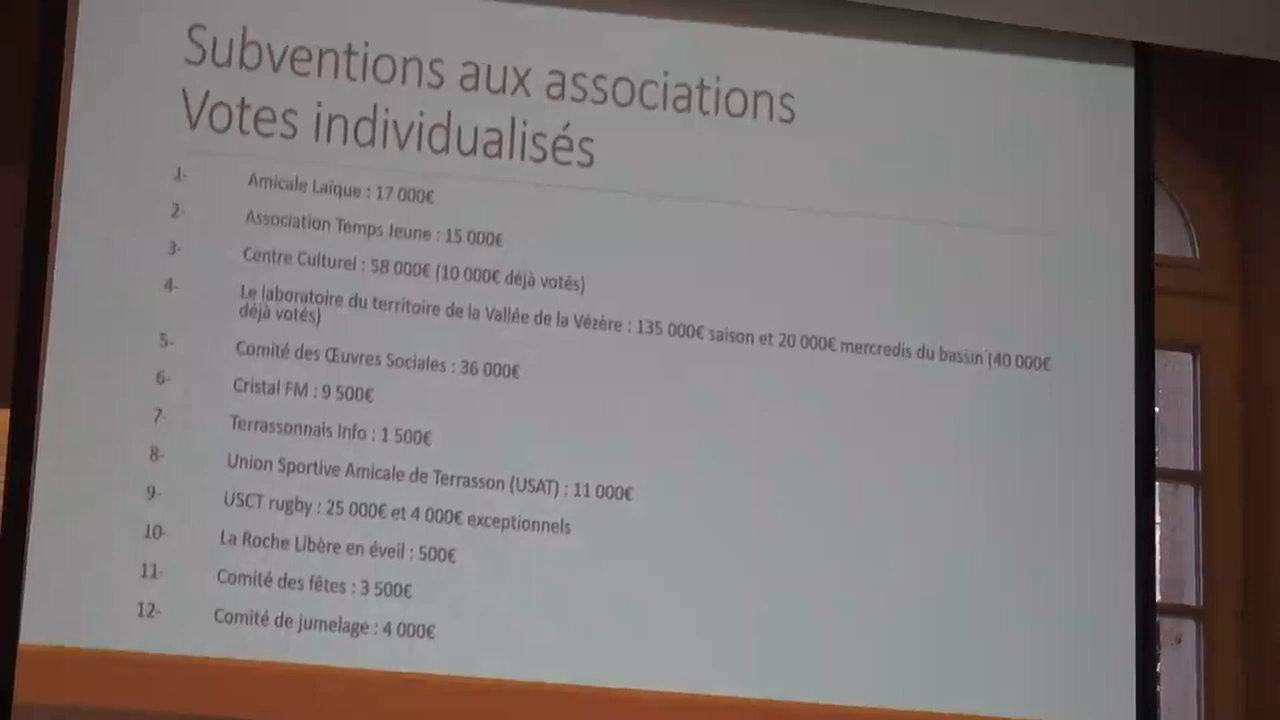 Subventions aux associations
Votes individualisés
1- Amicale Laïque : 17 000€
2- Association Temps Jeune : 15 000€
3- Centre Culturel : 58 000€ (10 000€ déjà votés)
4- Le laboratoire du territoire de la Vallée de la Vézère : 135 000€ saison et 20 000€ mercredis du bassin (40 000€
déjà votés)
5- Comité des Œuvres Sociales : 36 000€
6- Cristal FM : 9 500€
7- Terrassonnais Info : 1 500€
8- Union Sportive Amicale de Terrasson (USAT) : 11 000€
9- USCT rugby : 25 000€ et 4 000€ exceptionnels
10- La Roche Libère en éveil : 500€
11- Comité des fêtes : 3 500€
12- Comité de jumelage : 4 000€